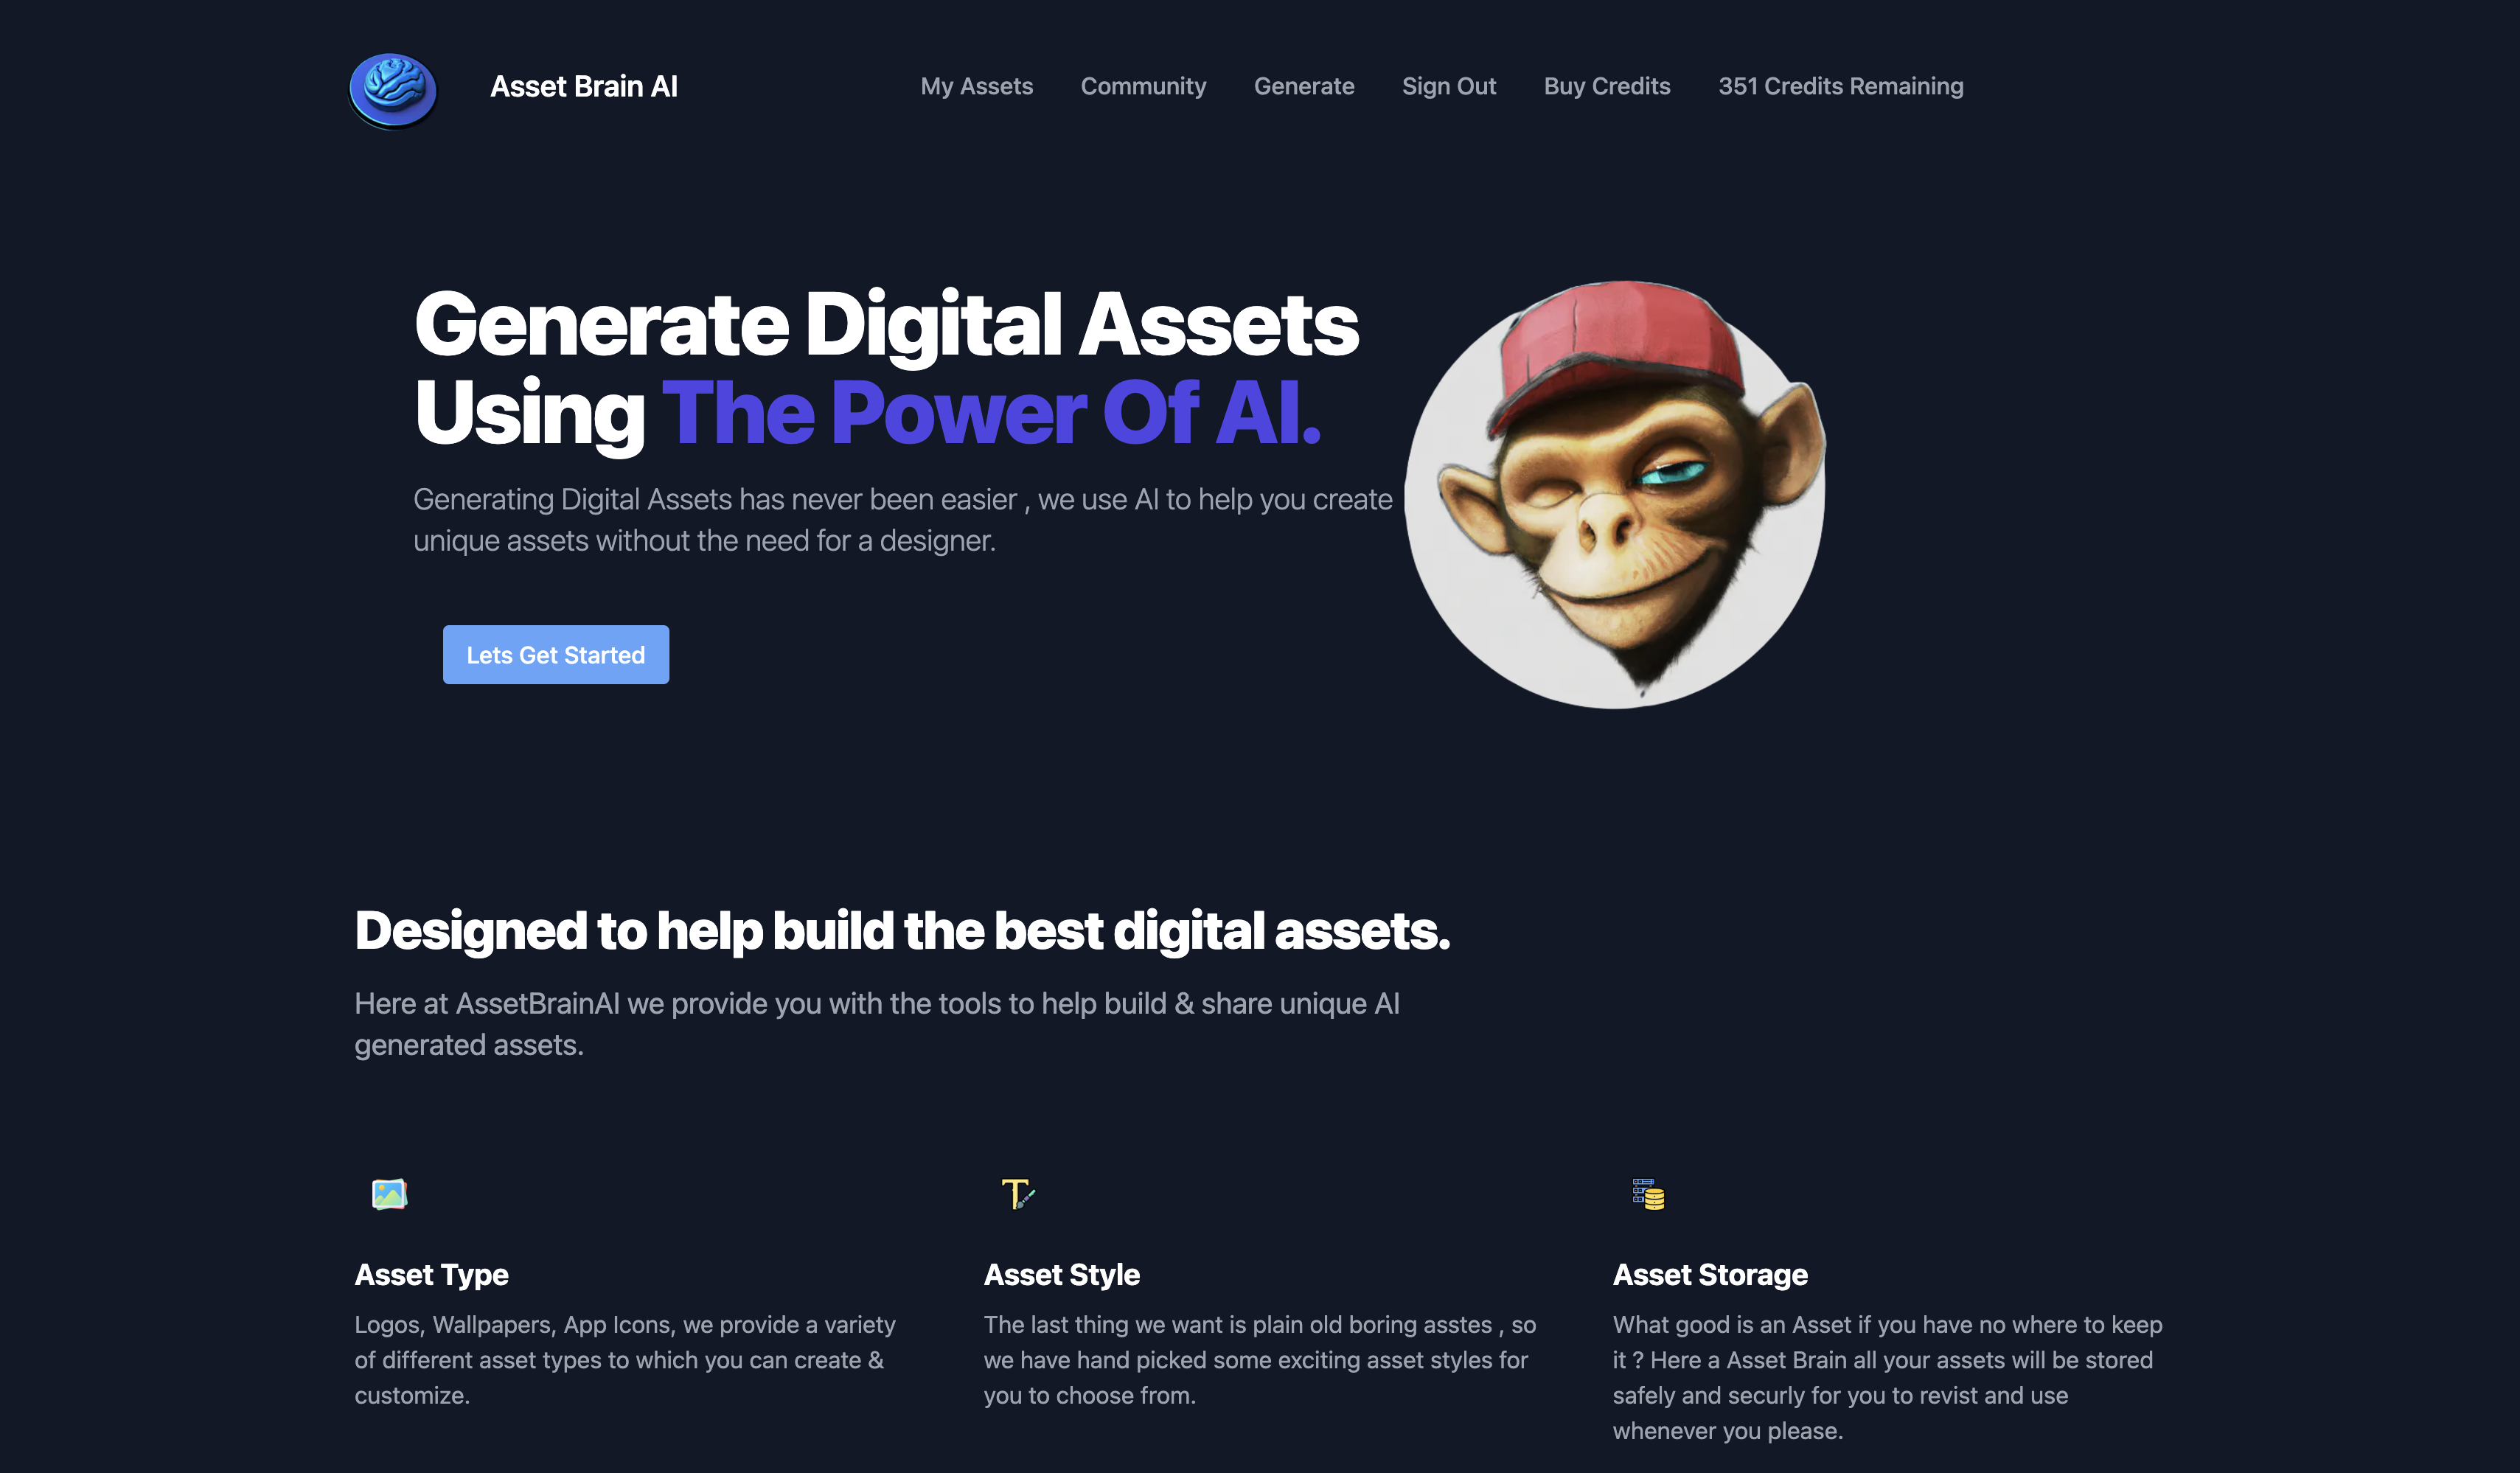 Asset Brain AI
My Assets
Community
Generate
Sign Out
Buy Credits
351 Credits Remaining
Generate Digital Assets
Using The Power Of AI.
Generating Digital Assets has never been easier , we use AI to help you create
unique assets without the need for a designer.
Lets Get Started
Designed to help build the best digital assets.
Here at AssetBrainAI we provide you with the tools to help build & share unique AI
generated assets.
Asset Type
Logos, Wallpapers, App Icons, we provide a variety
of different asset types to which you can create &
customize.
Asset Style
The last thing we want is plain old boring asstes , so
we have hand picked some exciting asset styles for
you to choose from.
Asset Storage
What good is an Asset if you have no where to keep
it ? Here a Asset Brain all your assets will be stored
safely and securly for you to revist and use
whenever you please.